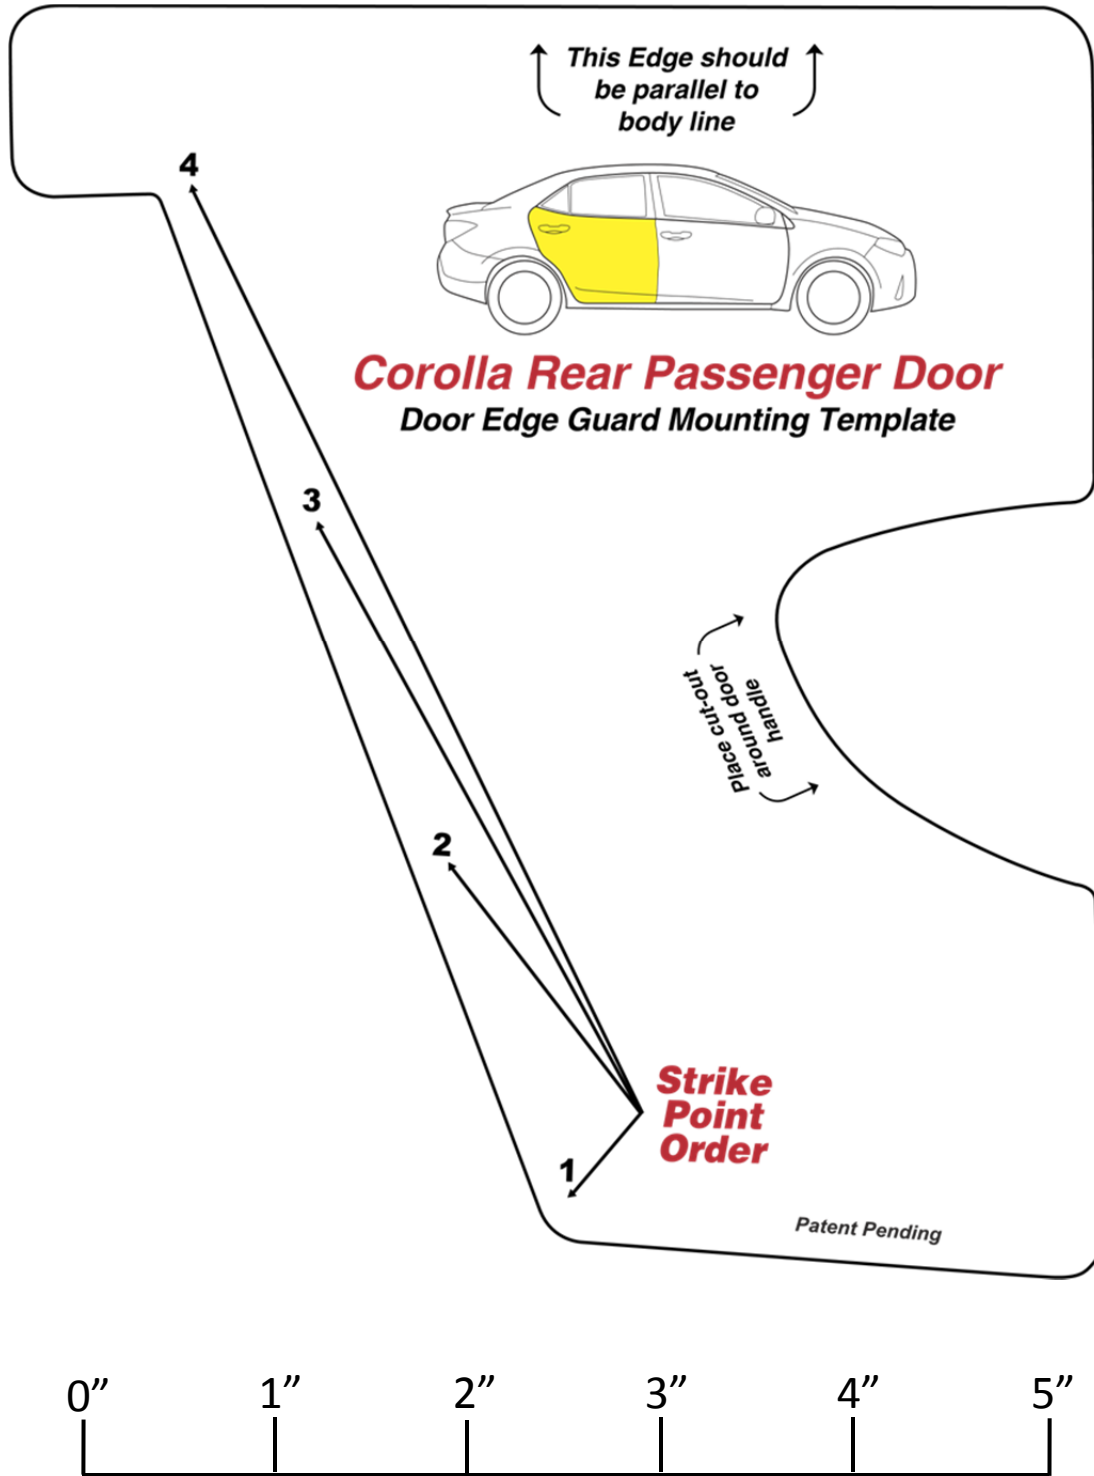 This Edge should
be parallel to
body line
4
Corolla Rear Passenger Door
Door Edge Guard Mounting Template
3
Place cut-out
around door
handle
2
Strike
Point
Order
1
Patent Pending
0” 1” 2” 3” 4” 5”